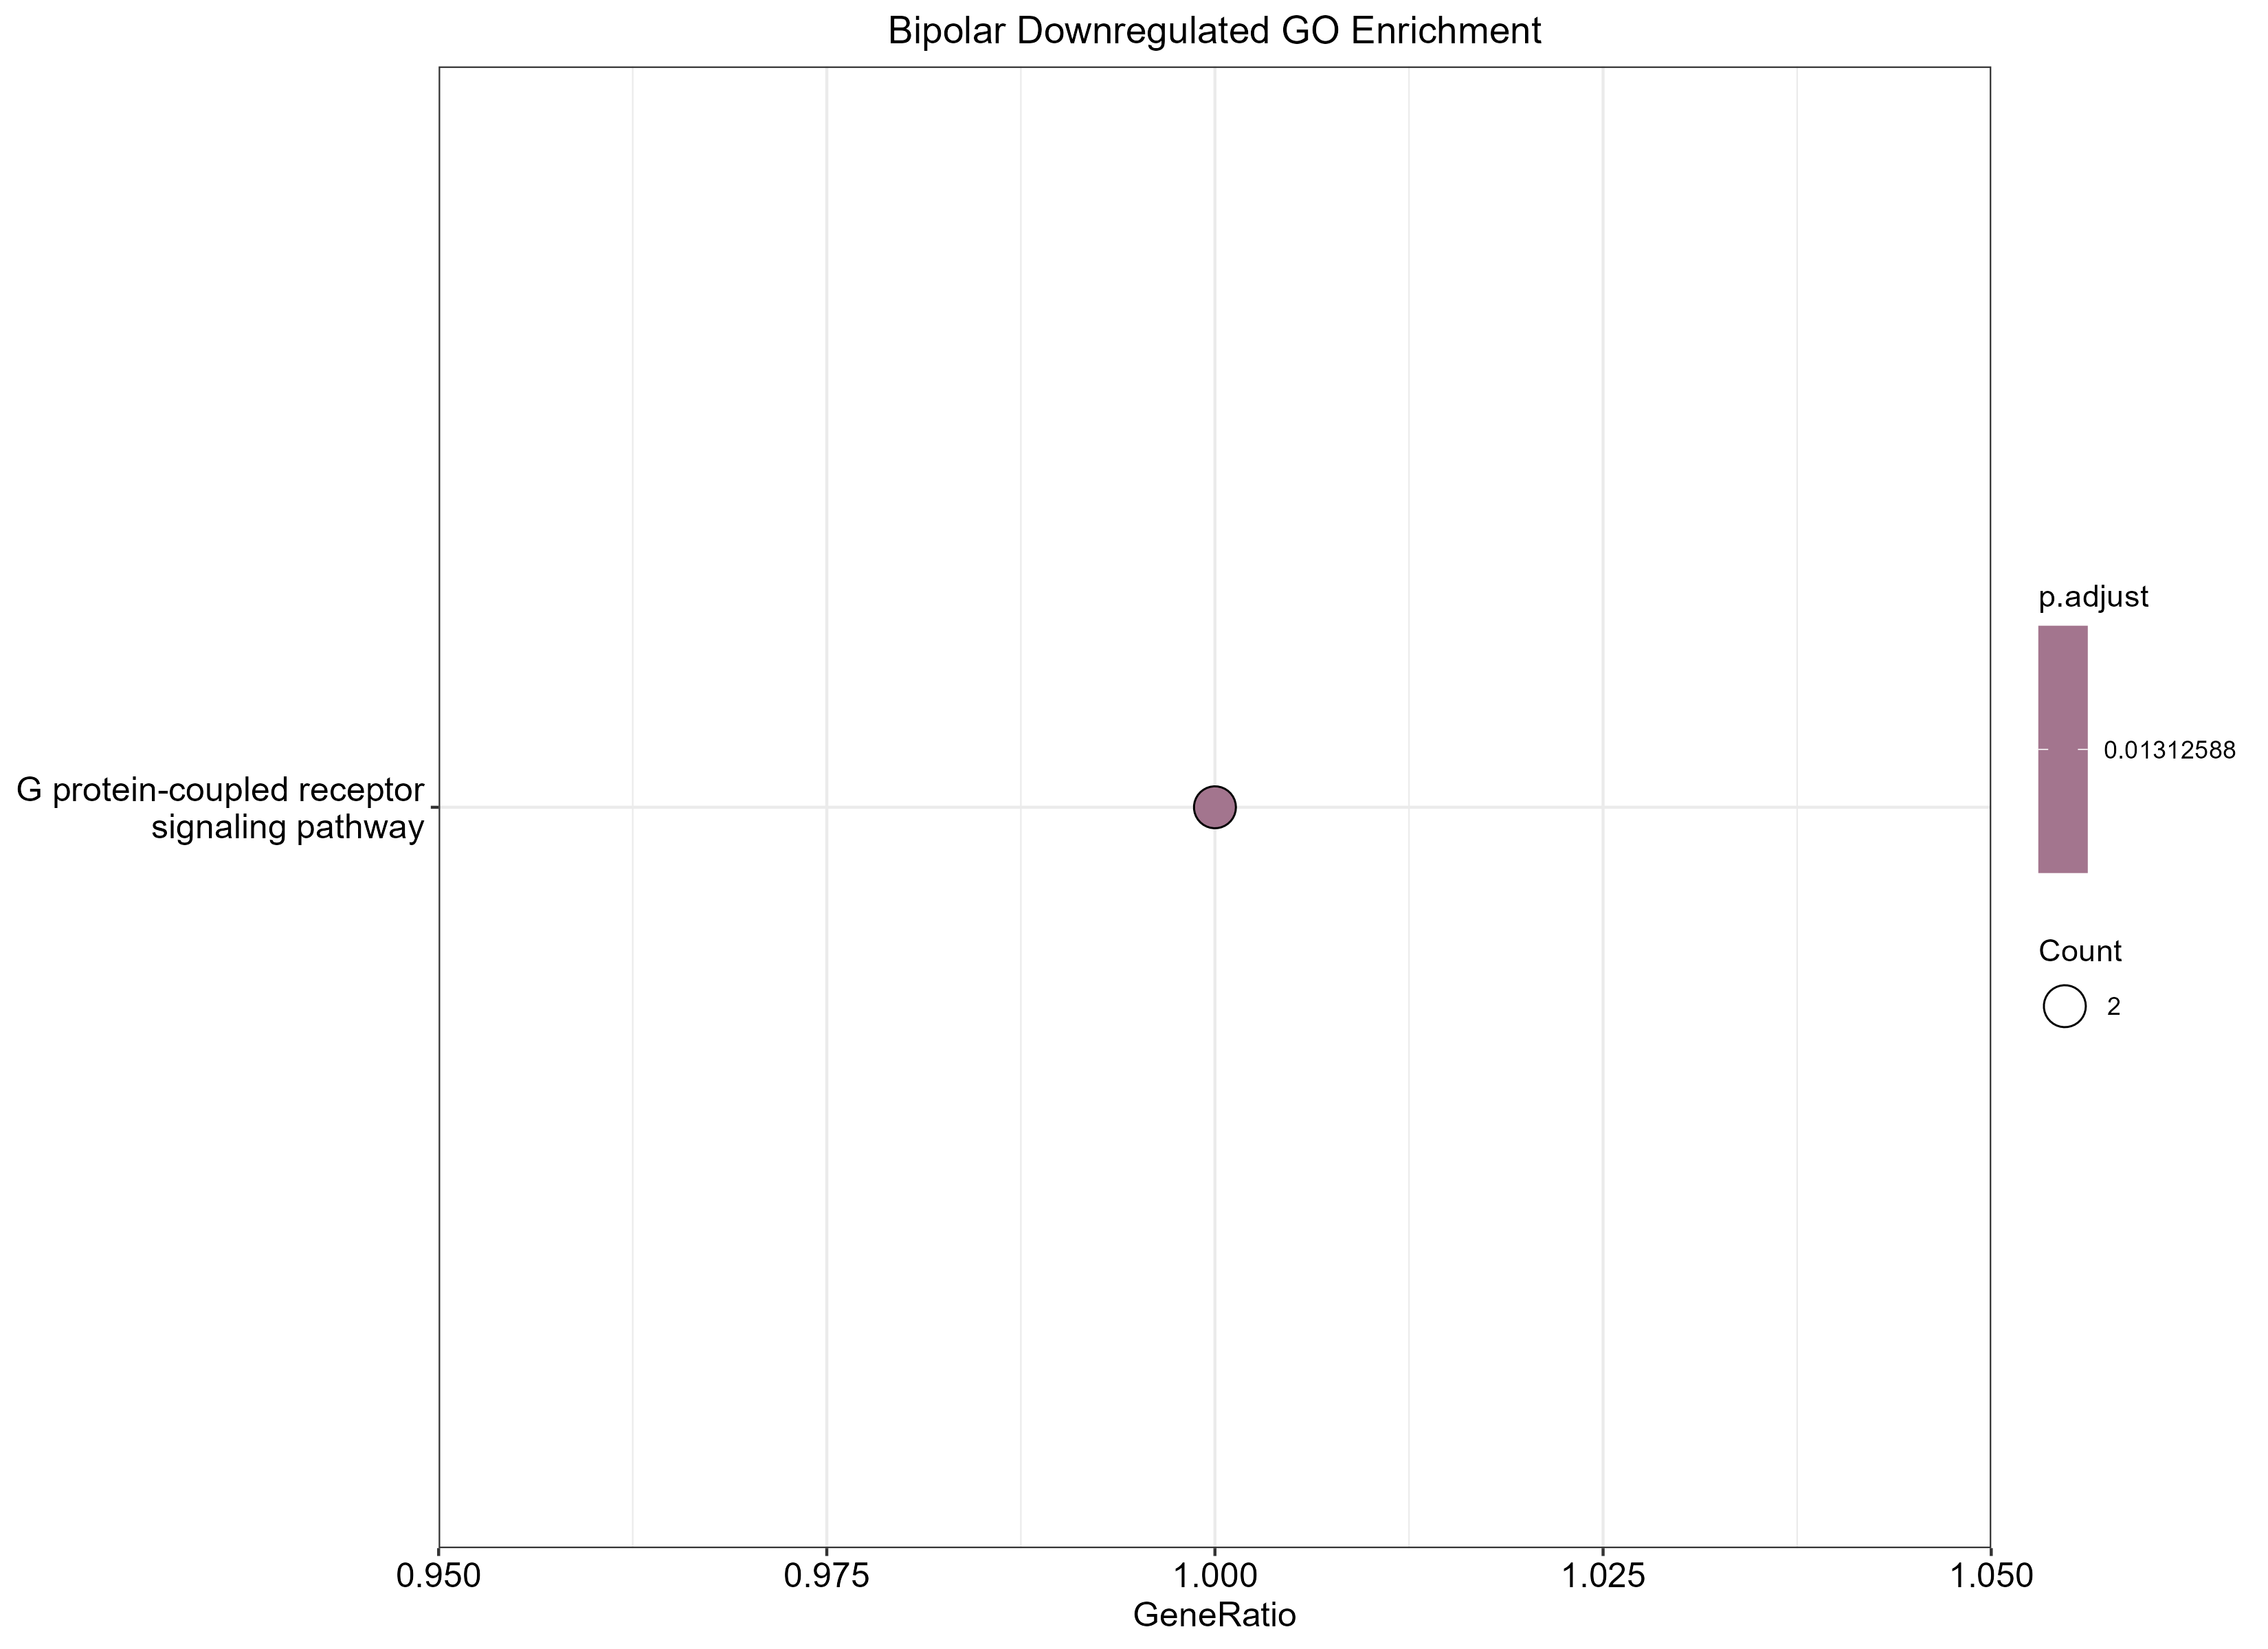 Bipolar Downregulated GO Enrichment
G protein-coupled receptor
signaling pathway
0.950
0.975
1.000
1.025
1.050
GeneRatio
p.adjust
0.01312588
Count
2